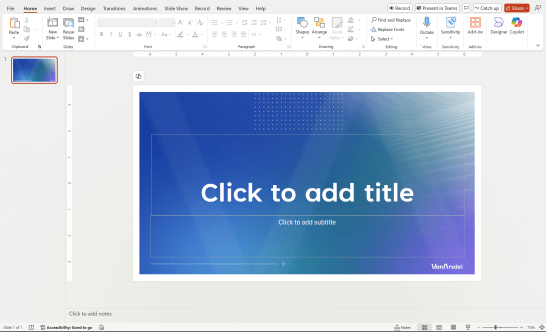 File Home Insert Draw Design Transitions Animations Slide Show Record Review View Help
Record Present in Teams Catch up Share
Paste
New Slide
Reuse Slides
Shapes Arrange Quick Styles
Find and Replace
Replace Fonts
Select
Dictate Sensitivity Add-ins Designer Copilot
Clipboard Slides Font Paragraph Drawing Editing Voice Sensitivity Add-ins
1
Click to add title
Click to add subtitle
VanArsdel
Click to add notes
Slide 1 of 1 Accessibility: Good to go Notes